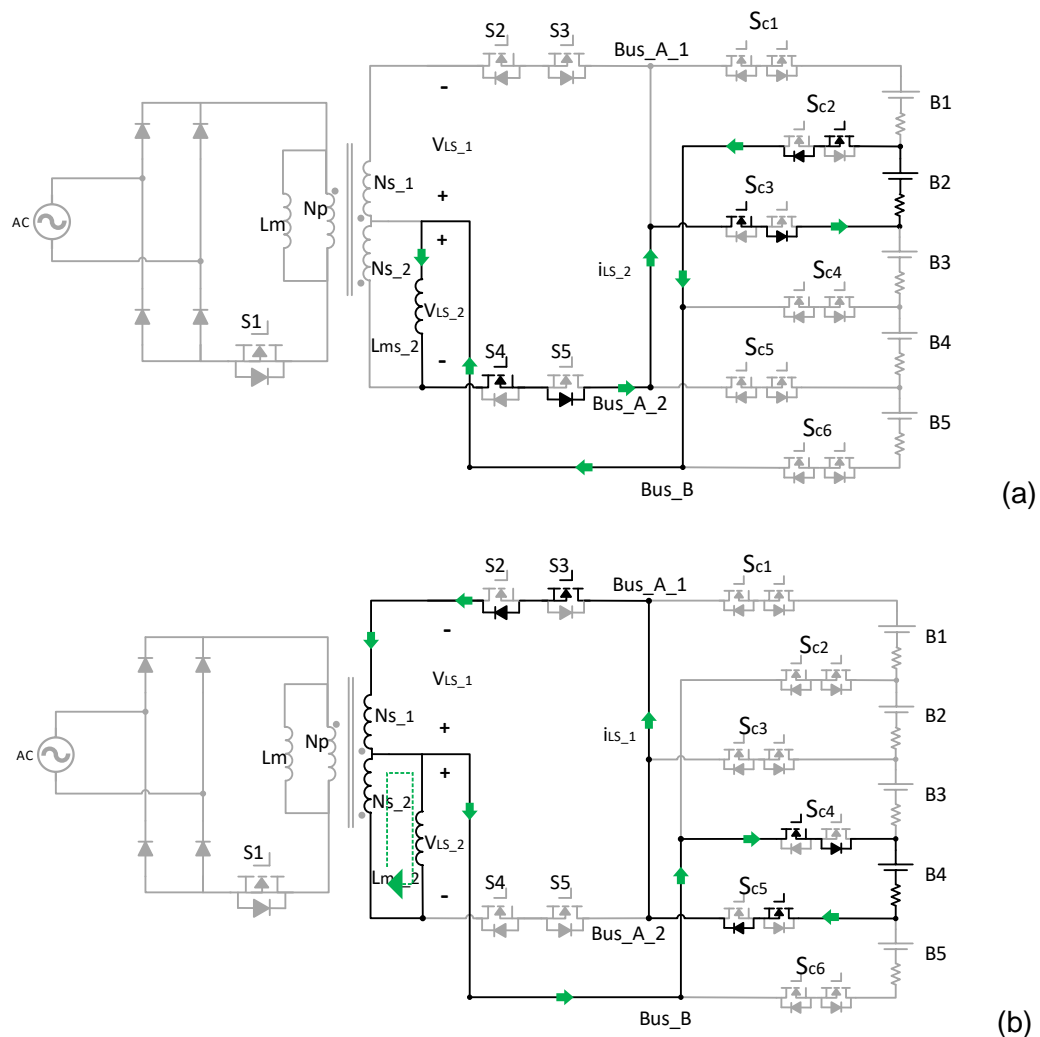 S2 S3 Bus_A_1 Sc1
B1
Sc2
VLS_1
B2
Ns_1
Sc3
AC
Lm Np
Ns_2
iLS_2
B3
Sc4
VLS_2
S1
Lms_2
S4 S5
B4
Sc5
Bus_A_2
B5
Sc6
Bus_B
(a)
S2 S3 Bus_A_1 Sc1
B1
Sc2
VLS_1
Ns_1
B2
Lm Np
iLS_1
Sc3
AC
Ns_2
B3
Sc4
VLS_2
S1
Lms_2
S4 S5
B4
Sc5
Bus_A_2
B5
Sc6
Bus_B
(b)